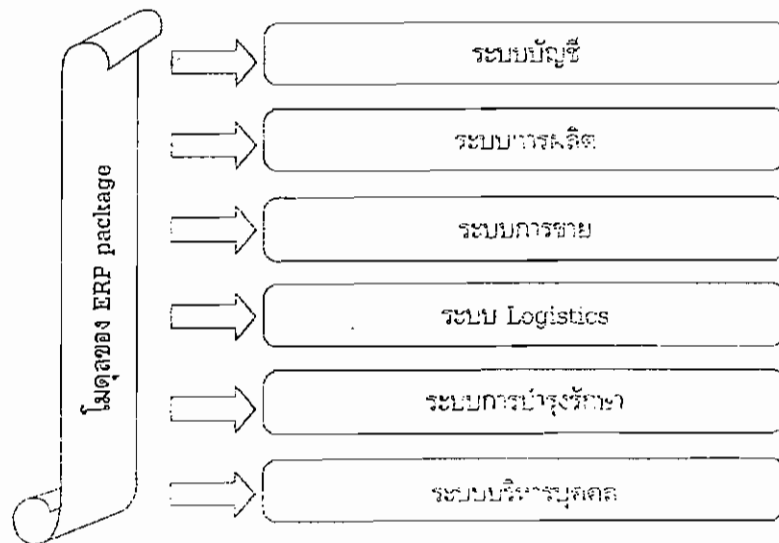 โมดุลของ ERP package
ระบบบัญชี
ระบบการผลิต
ระบบการขาย
ระบบ Logistics
ระบบการบำรุงรักษา
ระบบบริหารบุคคล